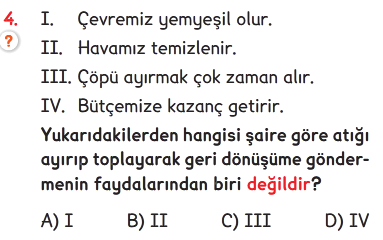 4. I. Çevremiz yemyeşil olur.
? II. Havamız temizlenir.
III. Çöpü ayırmak çok zaman alır.
IV. Bütçemize kazanç getirir.
Yukarıdakilerden hangisi şaire göre atığı
ayırıp toplayarak geri dönüşüme gönder-
menin faydalarından biri değildir?
A) I B) II C) III D) IV